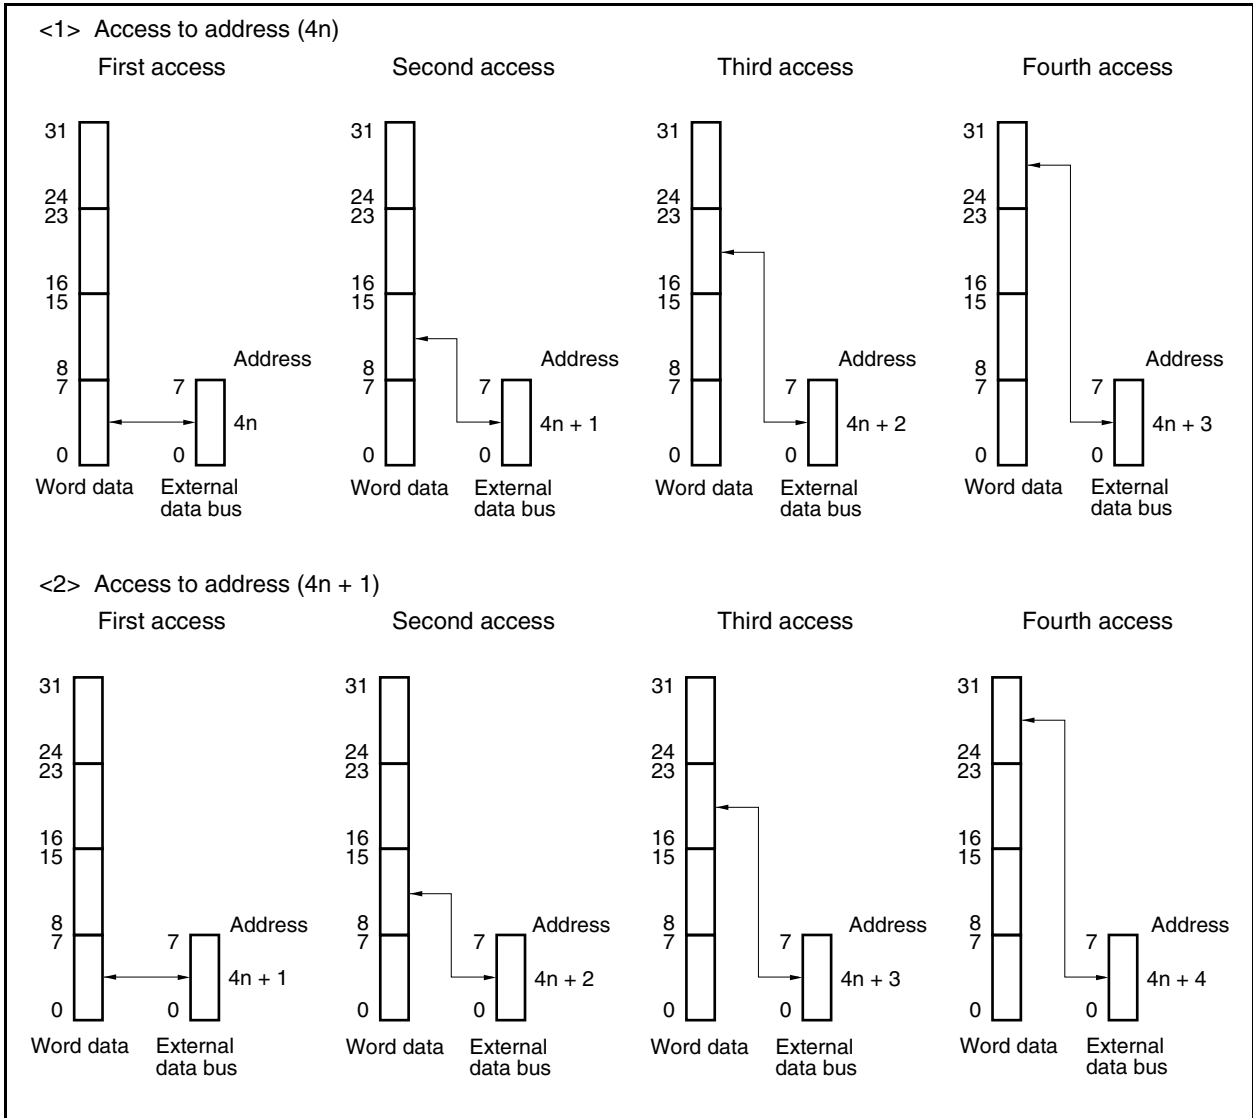 <1> Access to address (4n)
First access Second access Third access Fourth access
31 31 31 31
24 24 24 24
23 23 23 23
16 16 16 16
15 15 15 15
Address Address Address Address
8 8 8 8
7 7 7 7 7 7 7 7
4n 4n + 1 4n + 2 4n + 3
0 0 0 0 0 0 0 0
Word data External Word data External Word data External Word data External
data bus data bus data bus data bus
<2> Access to address (4n + 1)
First access Second access Third access Fourth access
31 31 31 31
24 24 24 24
23 23 23 23
16 16 16 16
15 15 15 15
8 Address 8 Address 8 Address 8 Address
7 7 7 7 7 7 7 7
4n + 1 4n + 2 4n + 3 4n + 4
0 0 0 0 0 0 0 0
Word data External Word data External Word data External Word data External
data bus data bus data bus data bus